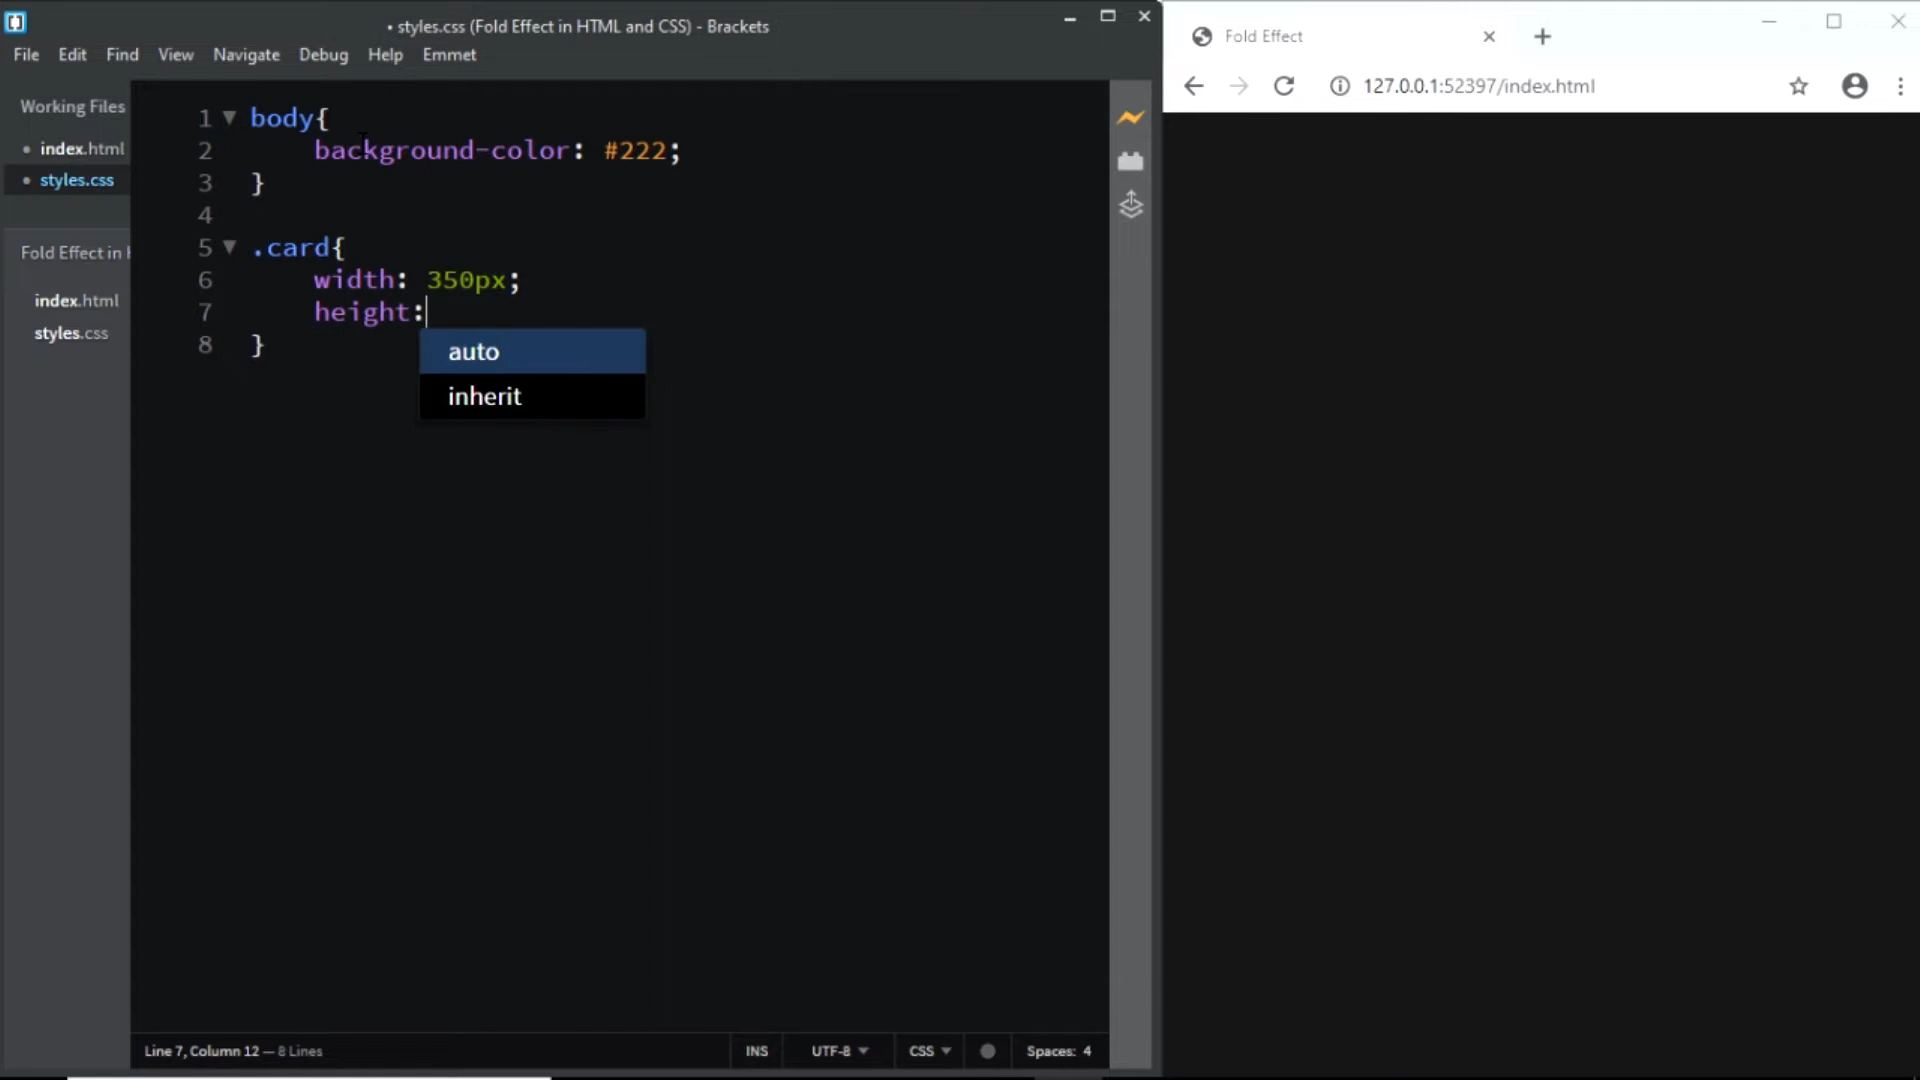 • styles.css (Fold Effect in HTML and CSS) - Brackets
File Edit Find View Navigate Debug Help Emmet
Working Files
• index.html
• styles.css
Fold Effect in
index.html
styles.css
1 body{
2 background-color: #222;
3 }
4
5 .card{
6 width: 350px;
7 height:
8 }
auto
inherit
Line 7, Column 12 — 8 Lines
INS UTF-8 CSS Spaces: 4
Fold Effect
127.0.0.1:52397/index.html